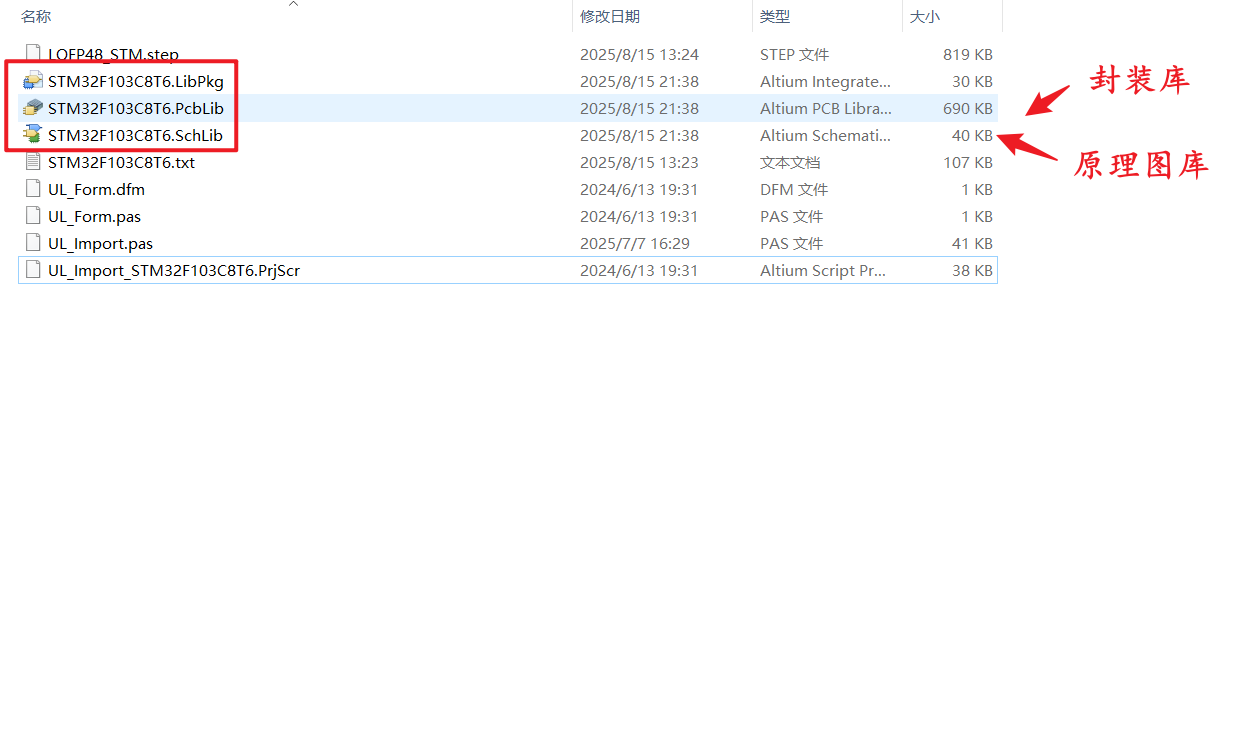 名称 修改日期 类型 大小
LQFP48_STM.step 2025/8/15 13:24 STEP 文件 819 KB
STM32F103C8T6.LibPkg 2025/8/15 21:38 Altium Integrate... 30 KB
封装库
STM32F103C8T6.PcbLib 2025/8/15 21:38 Altium PCB Libra... 690 KB
STM32F103C8T6.SchLib 2025/8/15 21:38 Altium Schemati... 40 KB
原理图库
STM32F103C8T6.txt 2025/8/15 13:23 文本文档 107 KB
UL_Form.dfm 2024/6/13 19:31 DFM 文件 1 KB
UL_Form.pas 2024/6/13 19:31 PAS 文件 1 KB
UL_Import.pas 2025/7/7 16:29 PAS 文件 41 KB
UL_Import_STM32F103C8T6.PrjScr 2024/6/13 19:31 Altium Script Pr... 38 KB